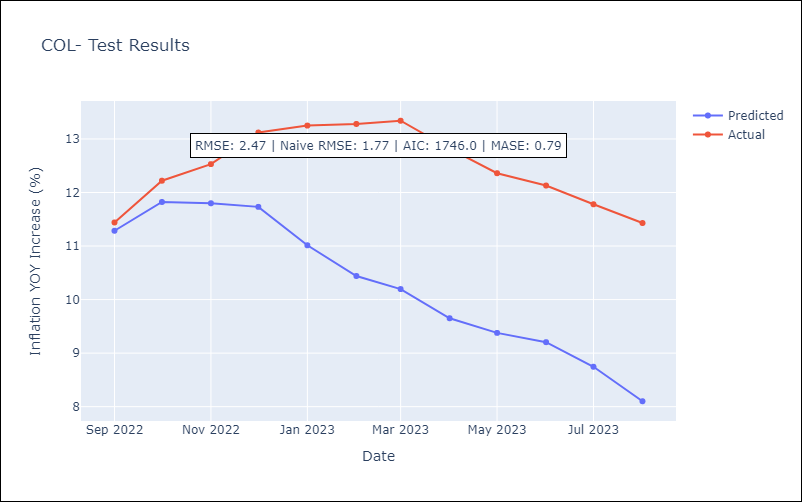 COL- Test Results
Predicted
Actual
RMSE: 2.47 | Naive RMSE: 1.77 | AIC: 1746.0 | MASE: 0.79
Inflation YOY Increase (%)
13
12
11
10
9
8
Sep 2022
Nov 2022
Jan 2023
Mar 2023
May 2023
Jul 2023
Date